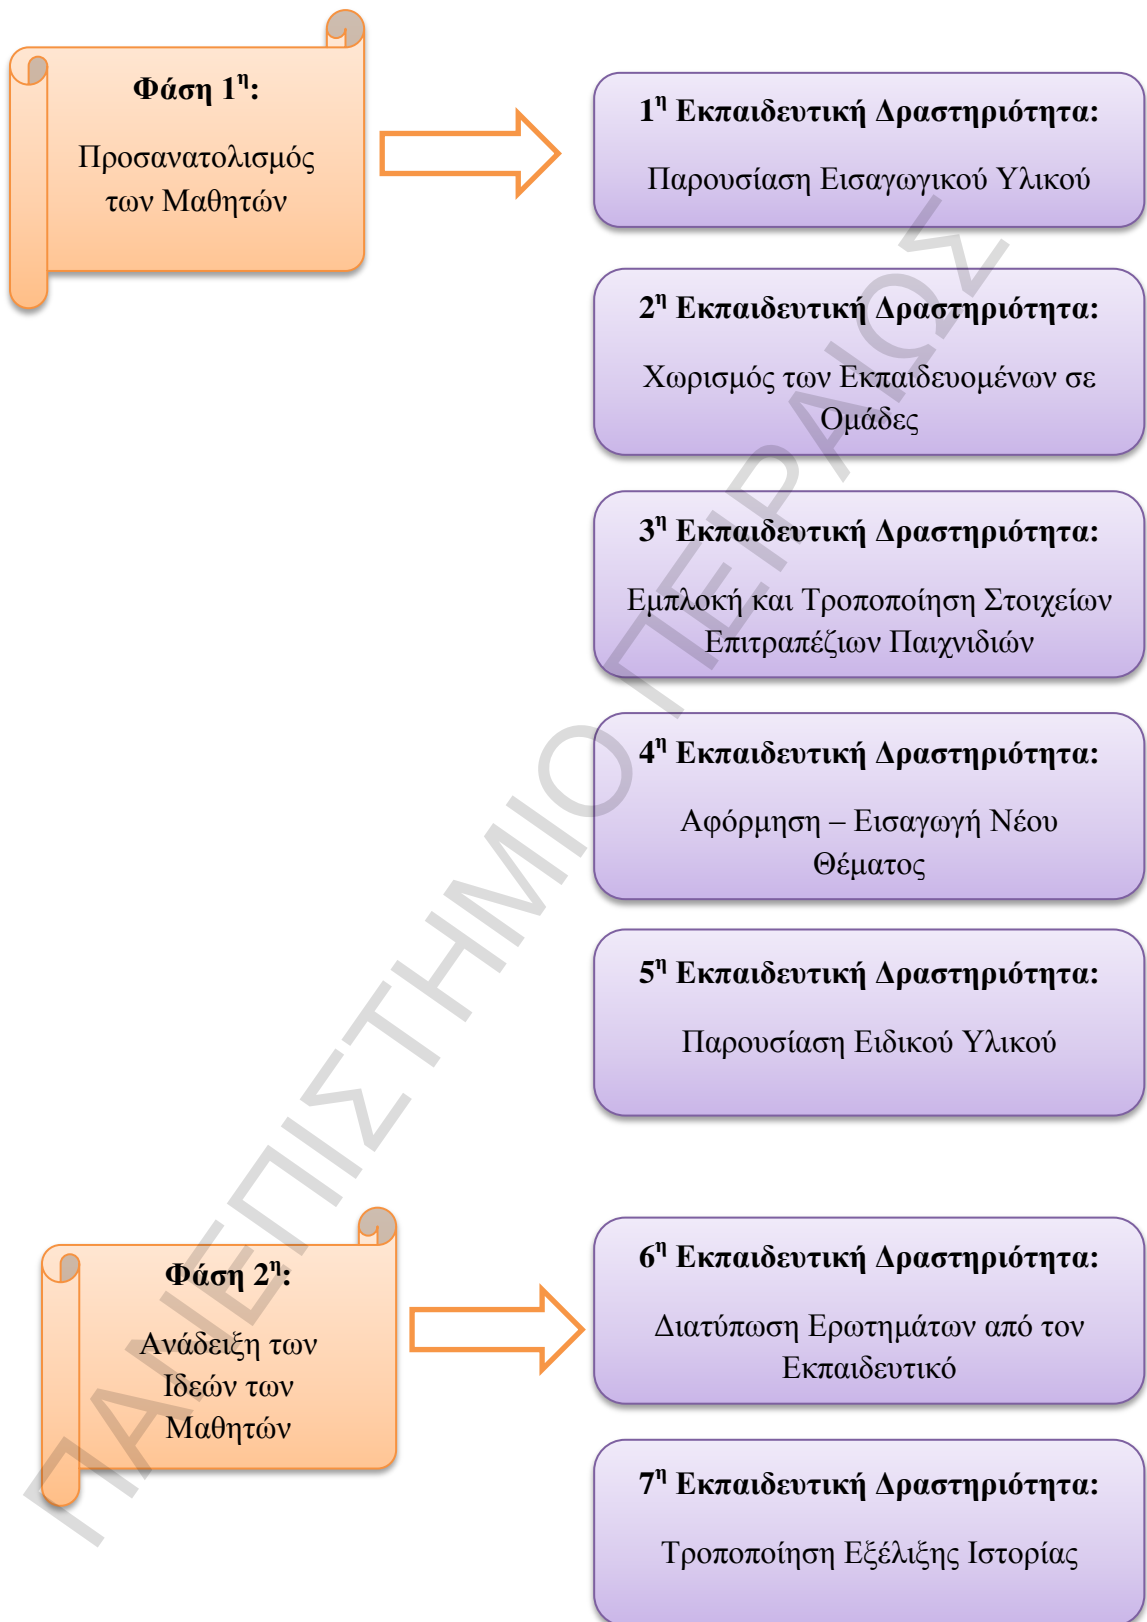 Φάση 1η:
Προσανατολισμός
των Μαθητών
1η Εκπαιδευτική Δραστηριότητα:
Παρουσίαση Εισαγωγικού Υλικού
2η Εκπαιδευτική Δραστηριότητα:
Χωρισμός των Εκπαιδευομένων σε
Ομάδες
3η Εκπαιδευτική Δραστηριότητα:
Εμπλοκή και Τροποποίηση Στοιχείων
Επιτραπέζιων Παιχνιδιών
4η Εκπαιδευτική Δραστηριότητα:
Αφόρμηση – Εισαγωγή Νέου
Θέματος
5η Εκπαιδευτική Δραστηριότητα:
Παρουσίαση Ειδικού Υλικού
Φάση 2η:
Ανάδειξη των
Ιδεών των
Μαθητών
6η Εκπαιδευτική Δραστηριότητα:
Διατύπωση Ερωτημάτων από τον
Εκπαιδευτικό
7η Εκπαιδευτική Δραστηριότητα:
Τροποποίηση Εξέλιξης Ιστορίας
ΠΑΝΕΠΙΣΤΗΜΙΟ ΠΕΙΡΑΙΩΣ